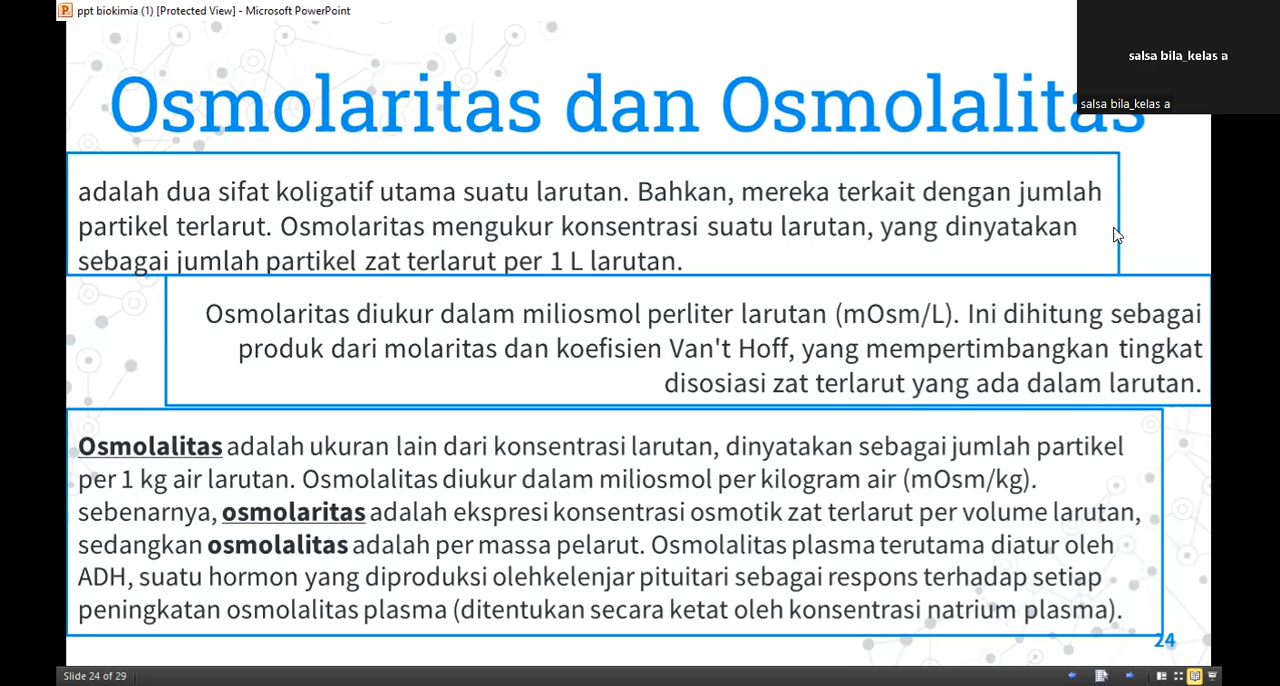 ppt biokimia (1) [Protected View] - Microsoft PowerPoint
salsa bila_kelas a
salsa bila_kelas a
Osmolaritas dan Osmolalitas
adalah dua sifat koligatif utama suatu larutan. Bahkan, mereka terkait dengan jumlah
partikel terlarut. Osmolaritas mengukur konsentrasi suatu larutan, yang dinyatakan
sebagai jumlah partikel zat terlarut per 1 L larutan.
Osmolaritas diukur dalam miliosmol perliter larutan (mOsm/L). Ini dihitung sebagai
produk dari molaritas dan koefisien Van't Hoff, yang mempertimbangkan tingkat
disosiasi zat terlarut yang ada dalam larutan.
Osmolalitas adalah ukuran lain dari konsentrasi larutan, dinyatakan sebagai jumlah partikel
per 1 kg air larutan. Osmolalitas diukur dalam miliosmol per kilogram air (mOsm/kg).
sebenarnya, osmolaritas adalah ekspresi konsentrasi osmotik zat terlarut per volume larutan,
sedangkan osmolalitas adalah per massa pelarut. Osmolalitas plasma terutama diatur oleh
ADH, suatu hormon yang diproduksi olehkelenjar pituitari sebagai respons terhadap setiap
peningkatan osmolalitas plasma (ditentukan secara ketat oleh konsentrasi natrium plasma).
24
Slide 24 of 29